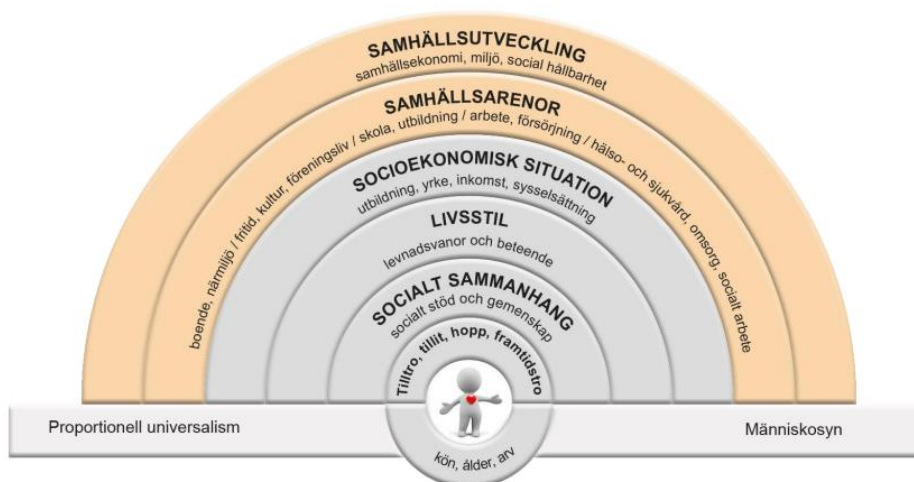 SAMHÄLLSUTVECKLING
samhällsekonomi, miljö, social hållbarhet
SAMHÄLLSARENOR
boende, närmiljö / fritid, kultur, föreningsliv / skola, utbildning / arbete, försörjning / hälso- och sjukvård, omsorg, socialt arbete
SOCIOEKONOMISK SITUATION
utbildning, yrke, inkomst, sysselsättning
LIVSSTIL
levnadsvanor och beteende
SOCIALT SAMMANHANG
socialt stöd och gemenskap
Tilltro, tillit, hopp, framtidstro
Proportionell universalism
Människosyn
kön, ålder, arv